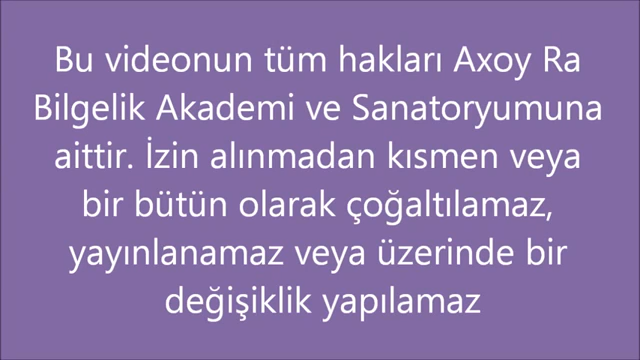 Bu videonun tüm hakları Axoy Ra
Bilgelik Akademi ve Sanatoryumuna
aittir. İzin alınmadan kısmen veya
bir bütün olarak çoğaltılamaz,
yayınlanamaz veya üzerinde bir
değişiklik yapılamaz